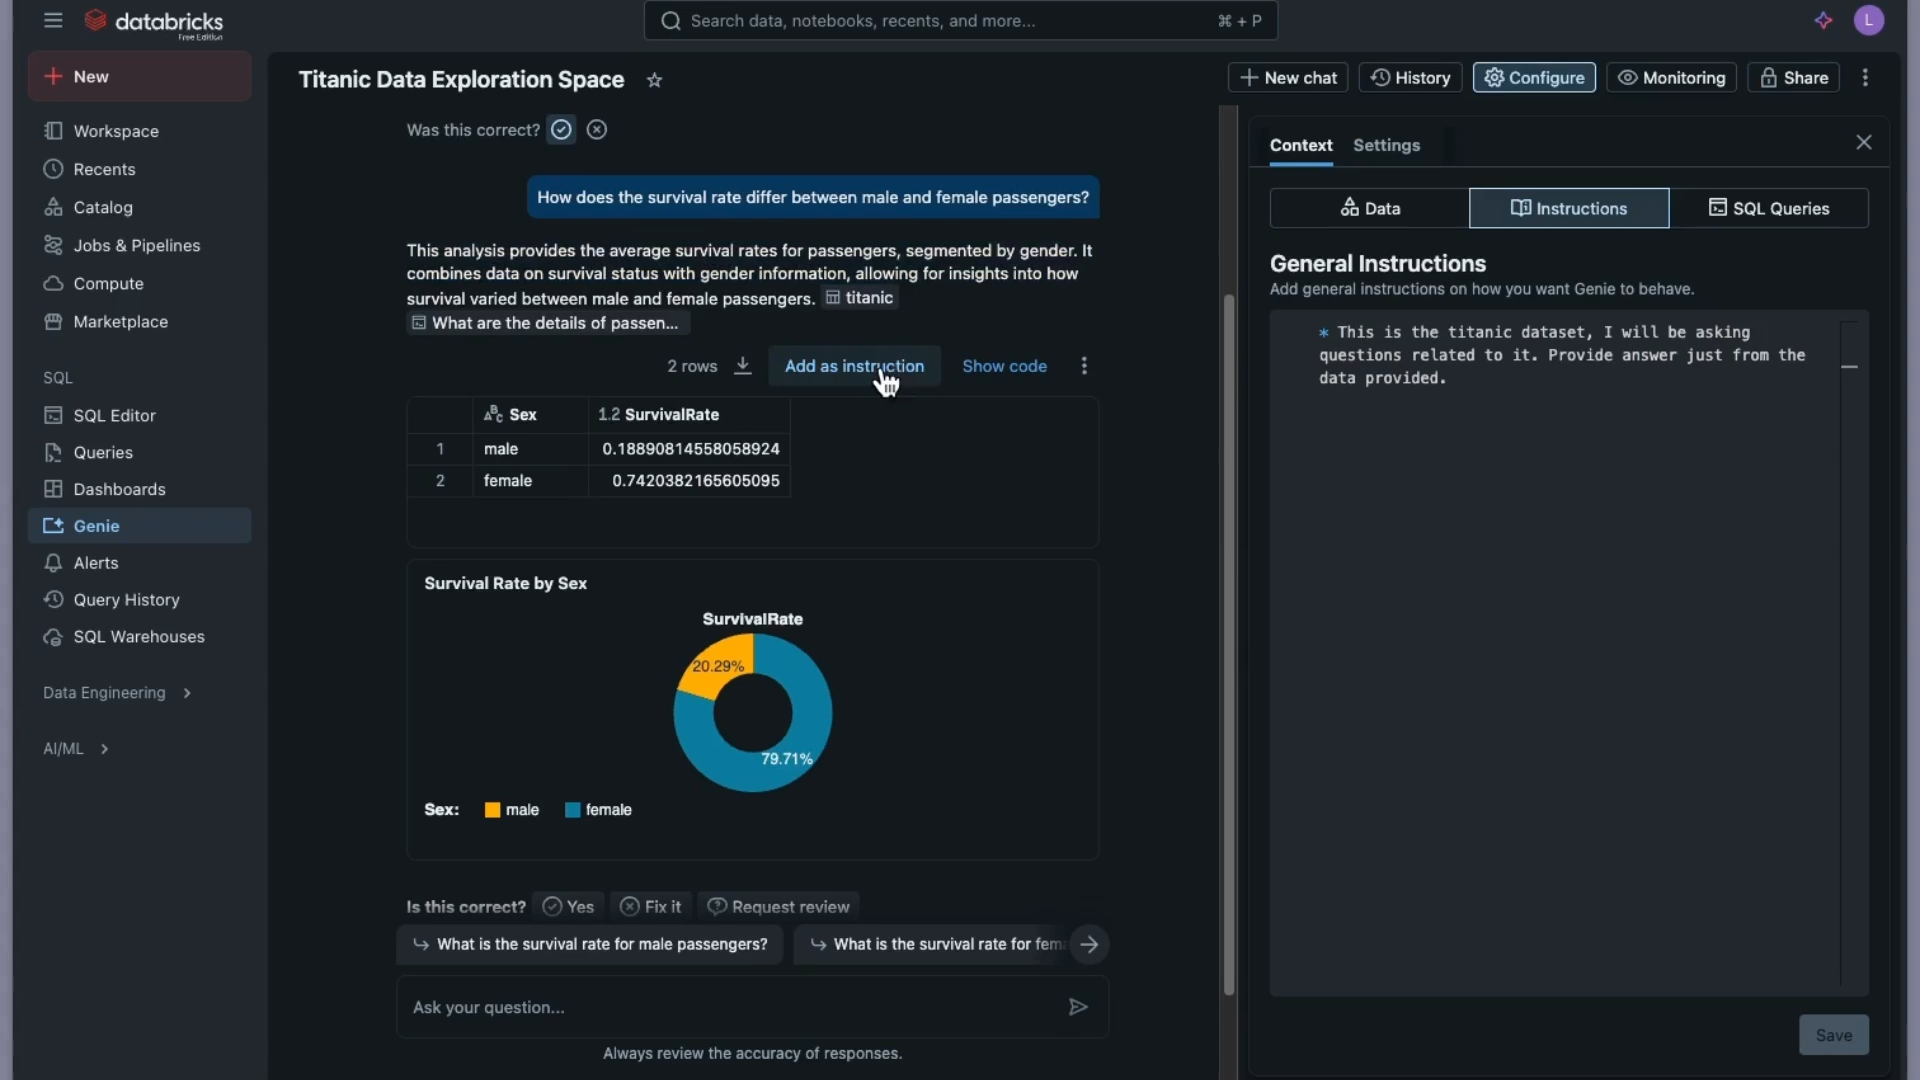 databricks
Free Edition
Search data, notebooks, recents, and more...
⌘ + P
L
New
Workspace
Recents
Catalog
Jobs & Pipelines
Compute
Marketplace
SQL
SQL Editor
Queries
Dashboards
Genie
Alerts
Query History
SQL Warehouses
Data Engineering
AI/ML
Titanic Data Exploration Space
New chat
History
Configure
Monitoring
Share
Was this correct?
How does the survival rate differ between male and female passengers?
This analysis provides the average survival rates for passengers, segmented by gender. It
combines data on survival status with gender information, allowing for insights into how
survival varied between male and female passengers. titanic
What are the details of passen...
2 rows
Add as instruction
Show code
ABC Sex 1.2 SurvivalRate
1 male 0.18890814558058924
2 female 0.7420382165605095
Survival Rate by Sex
SurvivalRate
20.29%
79.71%
Sex: male female
Is this correct? Yes Fix it Request review
What is the survival rate for male passengers?
What is the survival rate for fem
Ask your question...
Always review the accuracy of responses.
Context
Settings
Data
Instructions
SQL Queries
General Instructions
Add general instructions on how you want Genie to behave.
* This is the titanic dataset, I will be asking
questions related to it. Provide answer just from the
data provided.
Save